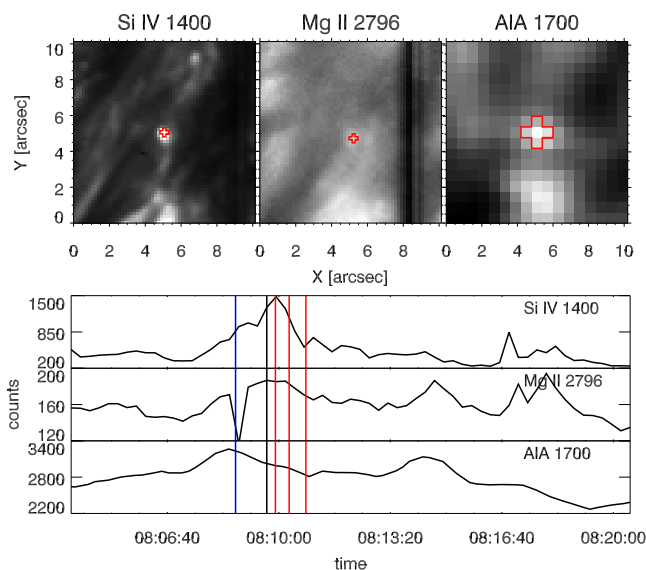 Si IV 1400 Mg II 2796 AIA 1700
10
8
6
4
2
0
Y [arcsec]
0 2 4 6 8 0 2 4 6 8 0 2 4 6 8 10
X [arcsec]
1500
850
200
Si IV 1400
200
160
120
Mg II 2796
3400
2800
2200
AIA 1700
counts
08:06:40 08:10:00 08:13:20 08:16:40 08:20:00
time